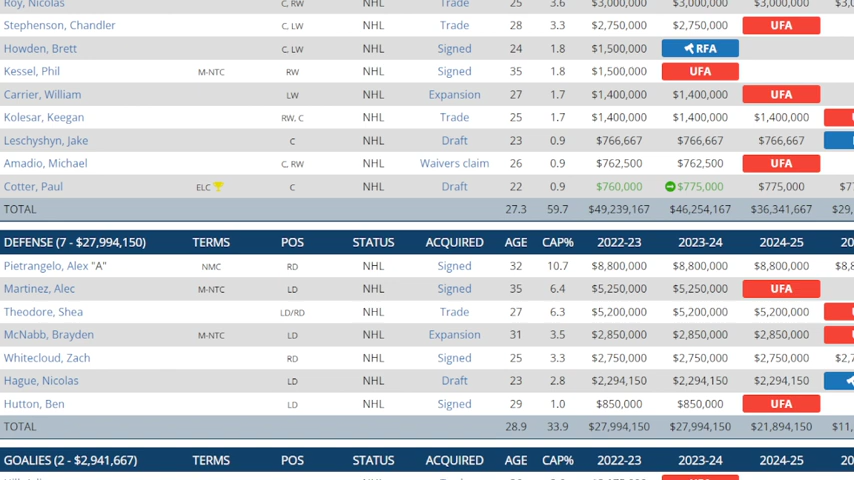 Roy, Nicolas C, RW NHL Trade 25 3.6 $3,000,000 $3,000,000 $3,000,000
Stephenson, Chandler C, LW NHL Trade 28 3.3 $2,750,000 $2,750,000 UFA
Howden, Brett C, LW NHL Signed 24 1.8 $1,500,000 RFA
Kessel, Phil M-NTC RW NHL Signed 35 1.8 $1,500,000 UFA
Carrier, William LW NHL Expansion 27 1.7 $1,400,000 $1,400,000 UFA
Kolesar, Keegan RW, C NHL Trade 25 1.7 $1,400,000 $1,400,000 $1,400,000
Leschyshyn, Jake C NHL Draft 23 0.9 $766,667 $766,667 $766,667
Amadio, Michael C, RW NHL Waivers claim 26 0.9 $762,500 $762,500 UFA
Cotter, Paul ELC C NHL Draft 22 0.9 $760,000 $775,000 $775,000 $7
TOTAL 27.3 59.7 $49,239,167 $46,254,167 $36,341,667 $29,
DEFENSE (7 - $27,994,150) TERMS POS STATUS ACQUIRED AGE CAP% 2022-23 2023-24 2024-25 20
Pietrangelo, Alex "A" NMC RD NHL Signed 32 10.7 $8,800,000 $8,800,000 $8,800,000 $8,8
Martinez, Alec M-NTC LD NHL Signed 35 6.4 $5,250,000 $5,250,000 UFA
Theodore, Shea LD/RD NHL Trade 27 6.3 $5,200,000 $5,200,000 $5,200,000
McNabb, Brayden M-NTC LD NHL Expansion 31 3.5 $2,850,000 $2,850,000 $2,850,000
Whitecloud, Zach RD NHL Signed 25 3.3 $2,750,000 $2,750,000 $2,750,000 $2,7
Hague, Nicolas LD NHL Draft 23 2.8 $2,294,150 $2,294,150 $2,294,150
Hutton, Ben LD NHL Signed 29 1.0 $850,000 $850,000 UFA
TOTAL 28.9 33.9 $27,994,150 $27,994,150 $21,894,150 $11,
GOALIES (2 - $2,941,667) TERMS POS STATUS ACQUIRED AGE CAP% 2022-23 2023-24 2024-25 20